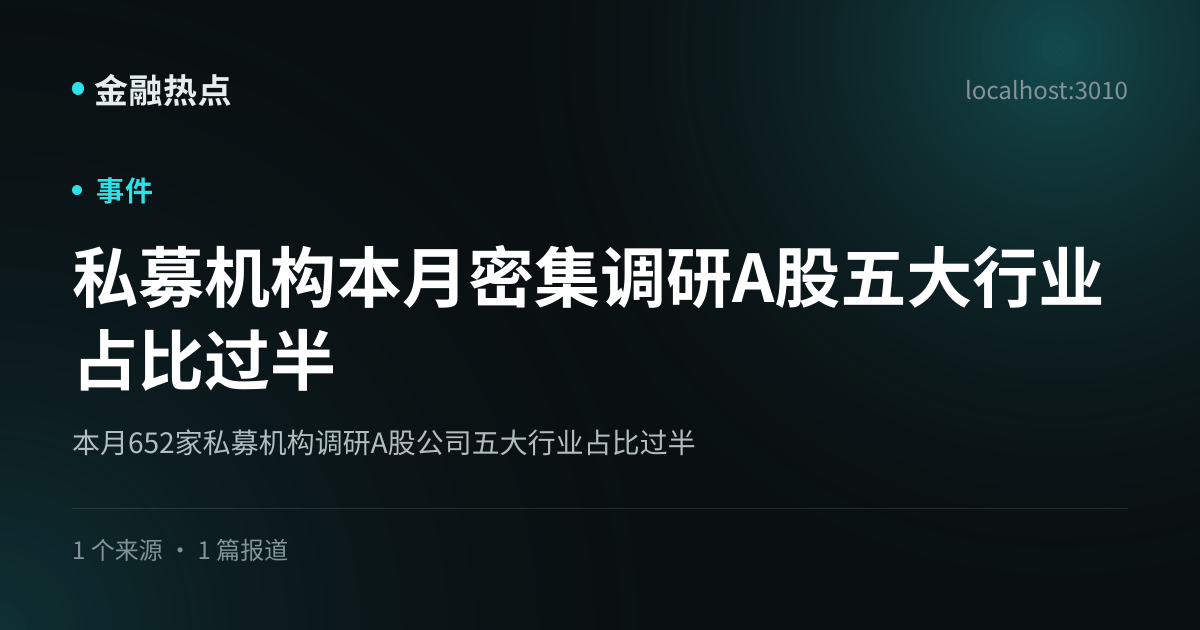 金融热点
localhost:3010
事件
私募机构本月密集调研A股五大行业
占比过半
本月652家私募机构调研A股公司五大行业占比过半
1 个来源 • 1 篇报道